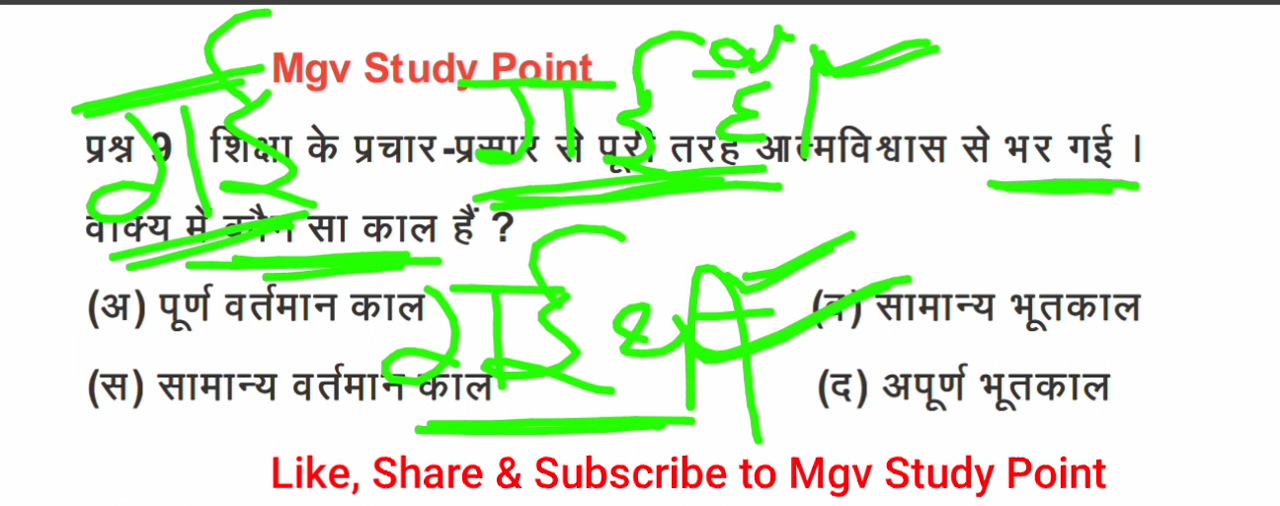 Mgv Study Point
प्रश्न 9 शिक्षा के प्रचार-प्रसार से पूरी तरह आत्मविश्वास से भर गई ।
वाक्य में कौन सा काल हैं ?
(अ) पूर्ण वर्तमान काल (ब) सामान्य भूतकाल
(स) सामान्य वर्तमान काल (द) अपूर्ण भूतकाल
गई
गई है
गई थी
Like, Share & Subscribe to Mgv Study Point